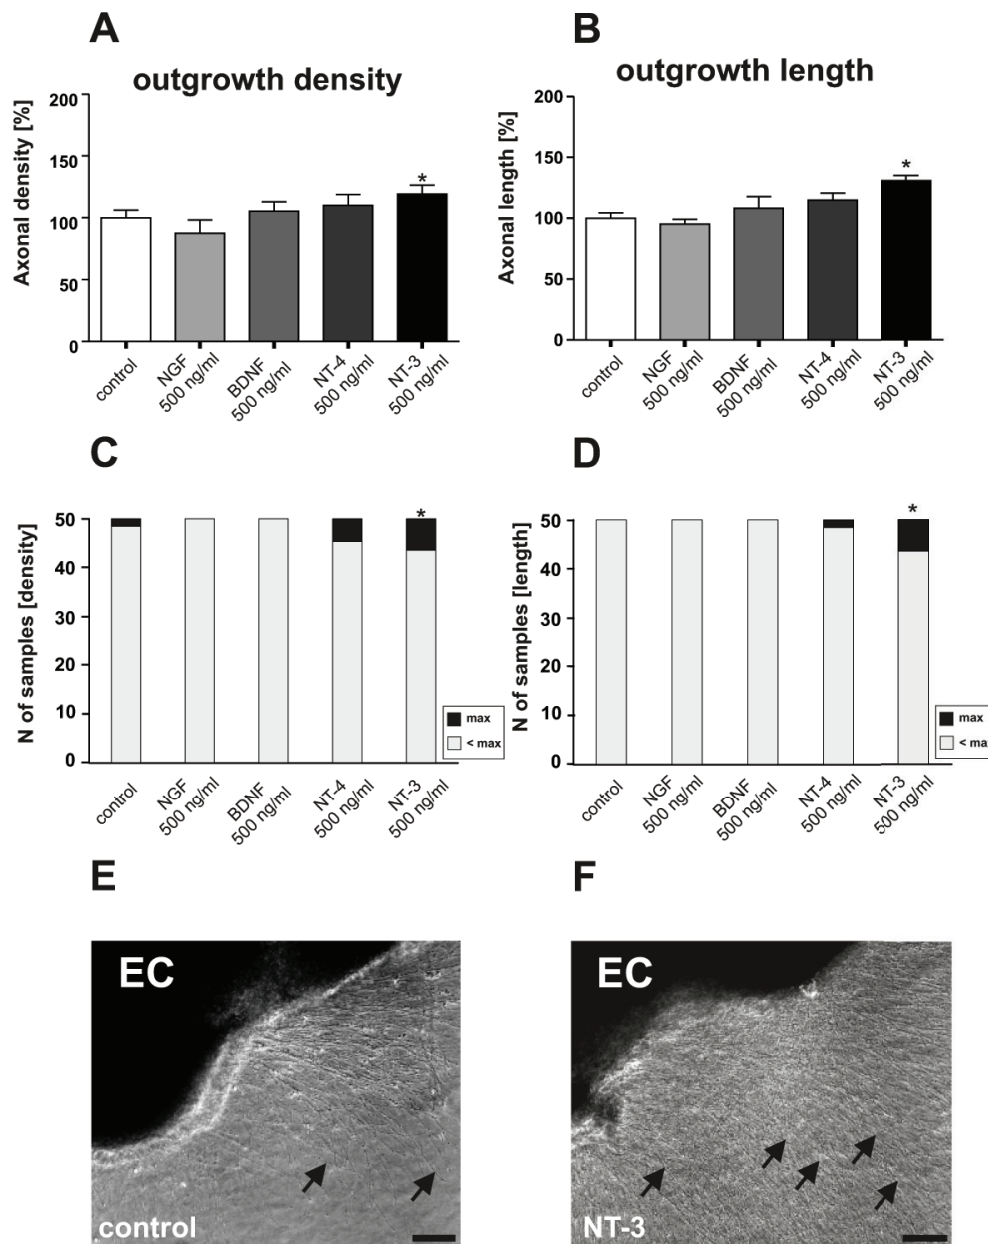 A
outgrowth density
Axonal density [%]
200
150
100
50
0
control
NGF
500 ng/ml
BDNF
500 ng/ml
NT-4
500 ng/ml
NT-3
500 ng/ml
*
B
outgrowth length
Axonal length [%]
200
150
100
50
0
control
NGF
500 ng/ml
BDNF
500 ng/ml
NT-4
500 ng/ml
NT-3
500 ng/ml
*
C
N of samples [density]
50
40
30
20
10
0
control
NGF
500 ng/ml
BDNF
500 ng/ml
NT-4
500 ng/ml
NT-3
500 ng/ml
*
max
< max
D
N of samples [length]
50
40
30
20
10
0
control
NGF
500 ng/ml
BDNF
500 ng/ml
NT-4
500 ng/ml
NT-3
500 ng/ml
*
max
< max
E
EC
control
F
EC
NT-3